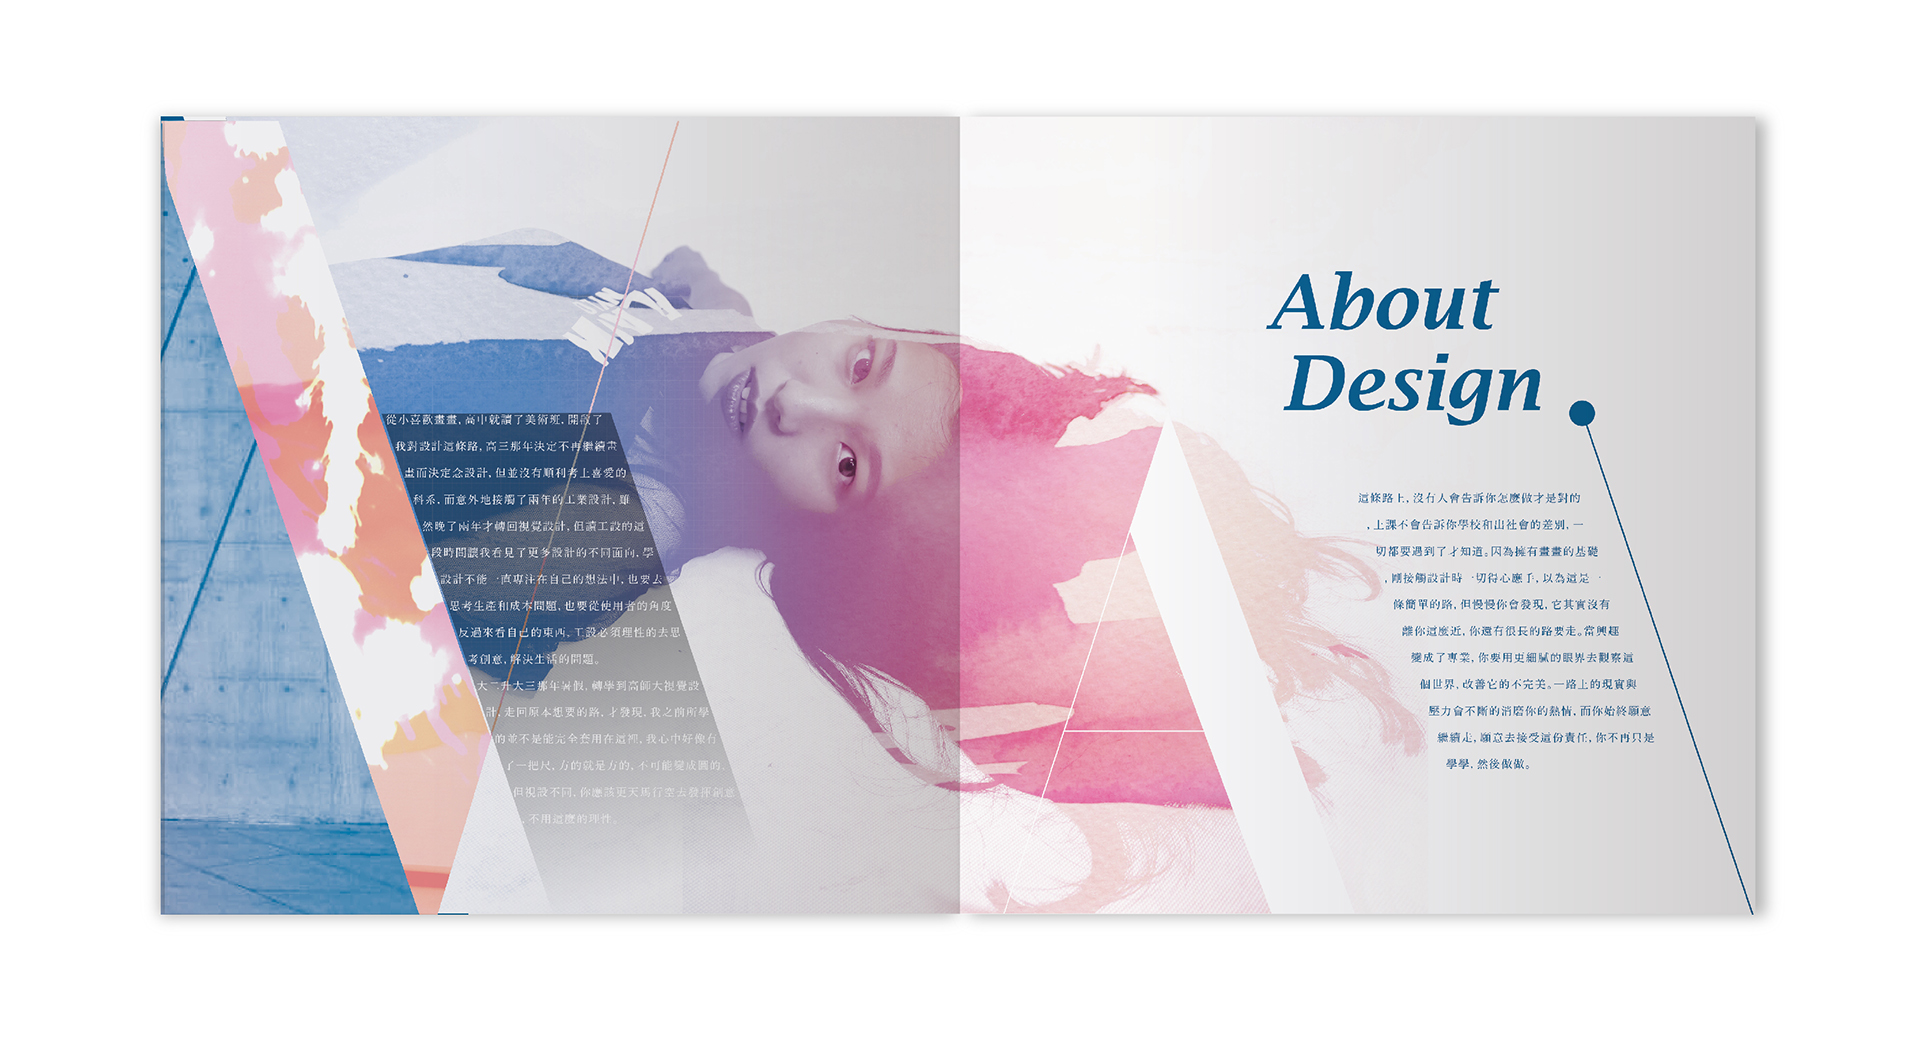 從小喜歡畫畫，高中就讀了美術班，開啟了
我對設計這條路，高三那年決定不再繼續畫
畫而決定念設計，但並沒有順利考上喜愛的
科系，而意外地接觸了兩年的工業設計，雖
然晚了兩年才轉回視覺設計，但讀工設的這
段時間讓我看見了更多設計的不同面向，學
設計不能一直專注在自己的想法中，也要去
思考生產和成本問題，也要從使用者的角度
反過來看自己的東西，工設必須理性的去思
考創意，解決生活的問題。
大二升大三那年暑假，轉學到高師大視覺設
計，走回原本想要的路，才發現，我之前所學
的並不是能完全套用在這裡，我心中好像有
了一把尺，方的就是方的，不可能變成圓的，
但視設不同，你應該更天馬行空去發揮創意
，不用這麼的理性。
About
Design
這條路上，沒有人會告訴你怎麼做才是對的
，上課不會告訴你學校和出社會的差別，一
切都要遇到了才知道。因為擁有畫畫的基礎
，剛接觸設計時一切得心應手，以為這是一
條簡單的路，但慢慢你會發現，它其實沒有
離你這麼近，你還有很長的路要走。當興趣
變成了專業，你要用更細膩的眼界去觀察這
個世界，改善它的不完美。一路上的現實與
壓力會不斷的消磨你的熱情，而你始終願意
繼續走，願意去接受這份責任，你不再只是
學學，然後做做。